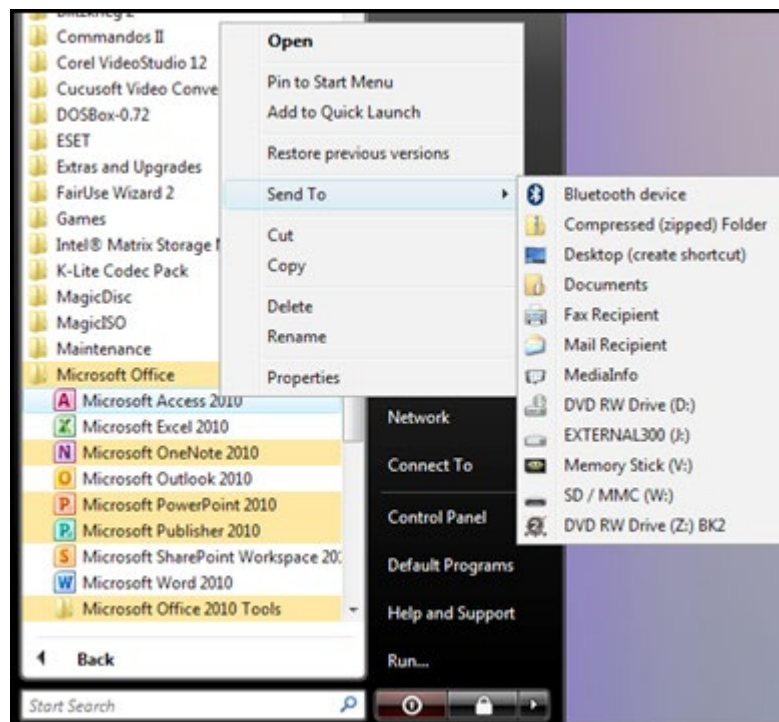 Blitzkrieg 2
Commandos II
Corel VideoStudio 12
Cucusoft Video Conve
DOSBox-0.72
ESET
Extras and Upgrades
FairUse Wizard 2
Games
Intel® Matrix Storage M
K-Lite Codec Pack
MagicDisc
MagicISO
Maintenance
Microsoft Office
Microsoft Access 2010
Microsoft Excel 2010
Microsoft OneNote 2010
Microsoft Outlook 2010
Microsoft PowerPoint 2010
Microsoft Publisher 2010
Microsoft SharePoint Workspace 20
Microsoft Word 2010
Microsoft Office 2010 Tools
Back
Start Search
Open
Pin to Start Menu
Add to Quick Launch
Restore previous versions
Send To
Cut
Copy
Delete
Rename
Properties
Bluetooth device
Compressed (zipped) Folder
Desktop (create shortcut)
Documents
Fax Recipient
Mail Recipient
MediaInfo
DVD RW Drive (D:)
EXTERNAL300 (J:)
Memory Stick (V:)
SD / MMC (W:)
DVD RW Drive (Z:) BK2
Network
Connect To
Control Panel
Default Programs
Help and Support
Run...